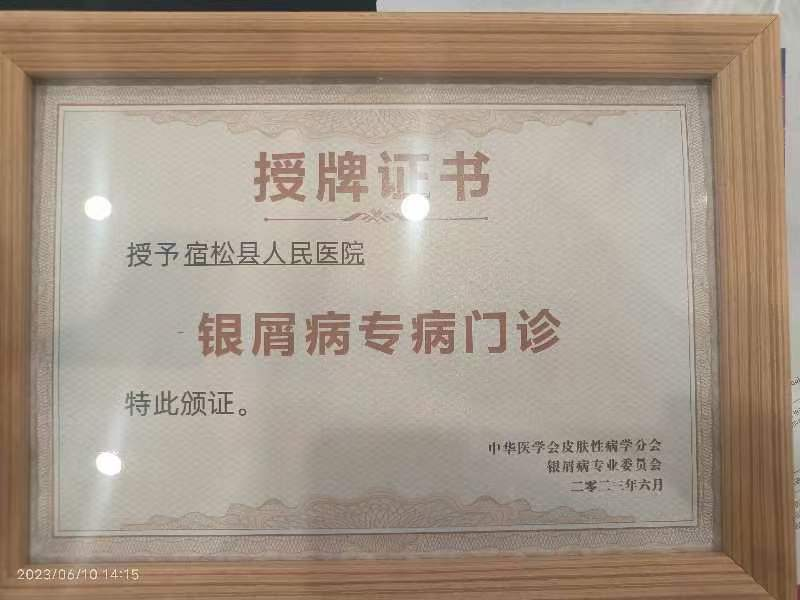 授牌证书
授予宿松县人民医院
银屑病专病门诊
特此颁证。
中华医学会皮肤性病学分会
银屑病专业委员会
二零二三年六月
2023/06/10 14:15